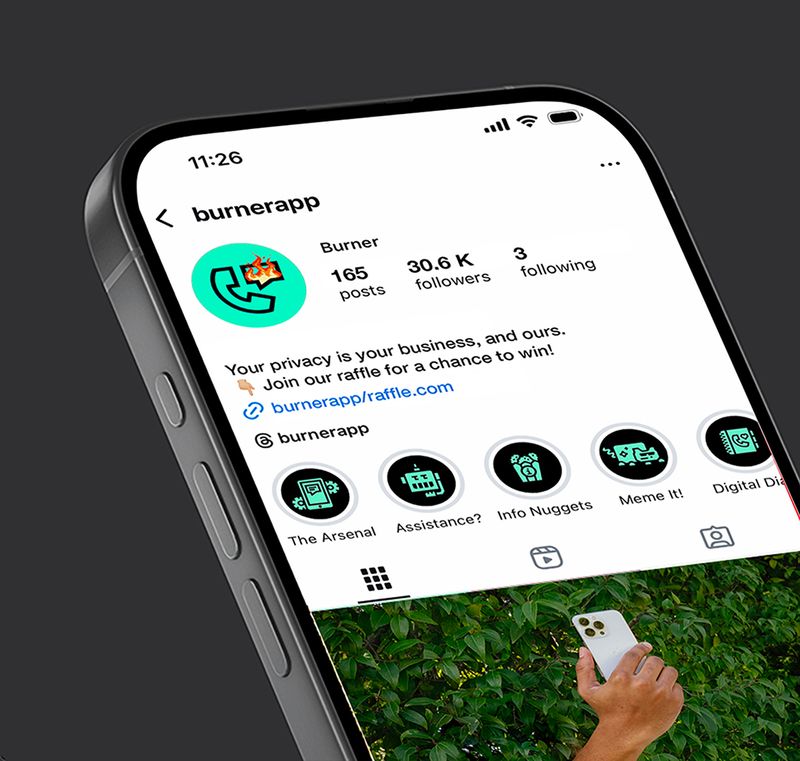 11:26
burnerapp
Burner
165 30.6 K 3
posts followers following
Your privacy is your business, and ours.
👇🏼 Join our raffle for a chance to win!
burnerapp/raffle.com
burnerapp
The Arsenal Assistance? Info Nuggets Meme It! Digital Dia